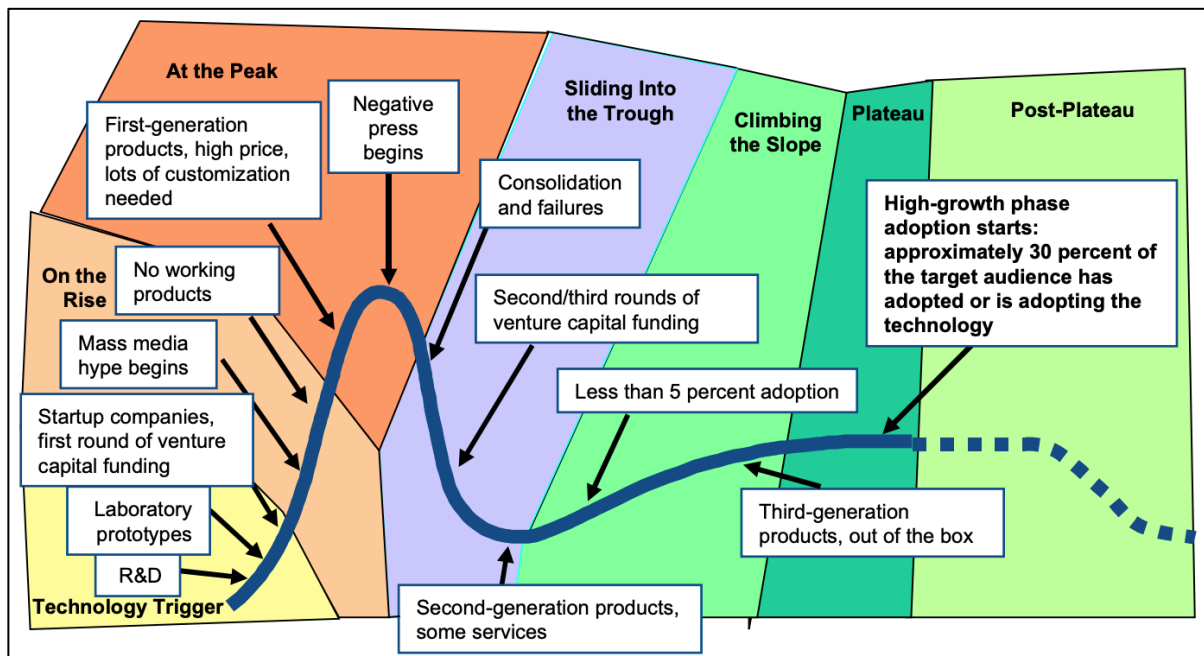 At the Peak
First-generation
products, high price,
lots of customization
needed
Negative
press
begins
Sliding Into
the Trough
Climbing
the Slope
Plateau
Post-Plateau
Consolidation
and failures
High-growth phase
adoption starts:
approximately 30 percent of
the target audience has
adopted or is adopting the
technology
On the
Rise
No working
products
Second/third rounds of
venture capital funding
Mass media
hype begins
Less than 5 percent adoption
Startup companies,
first round of venture
capital funding
Laboratory
prototypes
Third-generation
products, out of the box
R&D
Technology Trigger
Second-generation products,
some services